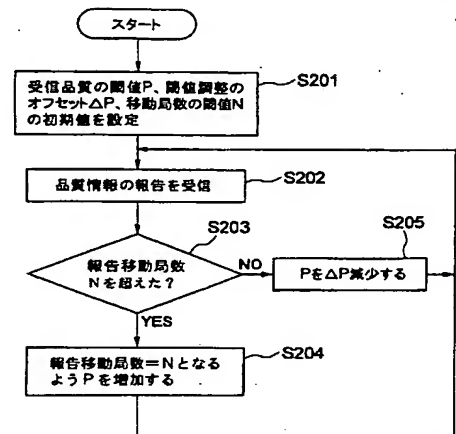 スタート
受信品質の閾値P、閾値調整の
オフセット△P、移動局数の閾値N
の初期値を設定
S201
品質情報の報告を受信
S202
報告移動局数
Nを超えた?
S203
NO
Pを△P減少する
S205
YES
報告移動局数=Nとなる
ようPを増加する
S204